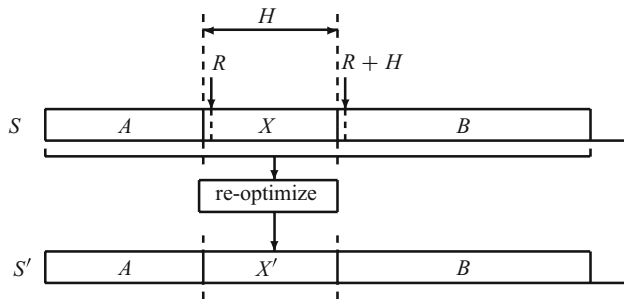 H
R R + H
S A X B
re-optimize
S′ A X′ B